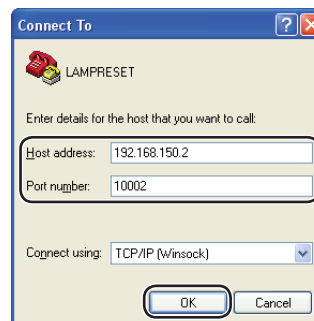 Connect To
LAMPRESET
Enter details for the host that you want to call:
Host address: 192.168.150.2
Port number: 10002
Connect using: TCP/IP (Winsock)
OK Cancel